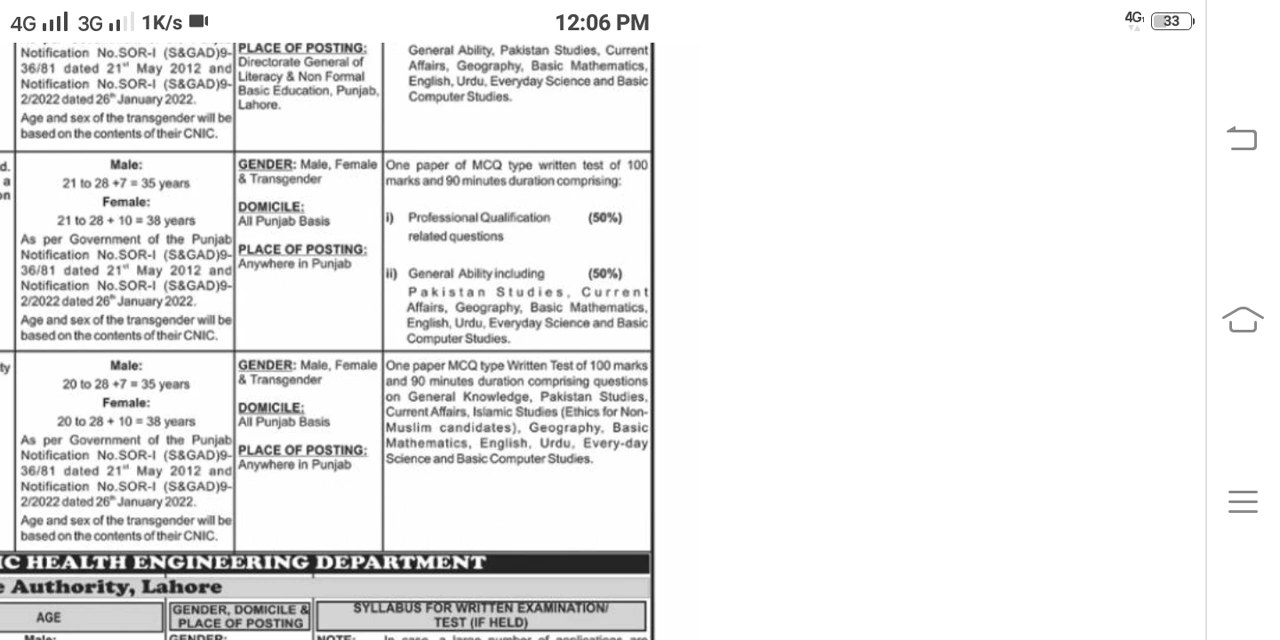 4G 3G 1K/s
12:06 PM
4G
33
Notification No.SOR-I (S&GAD)9-
36/81 dated 21st May 2012 and
Notification No.SOR-I (S&GAD)9-
2/2022 dated 26th January 2022.
Age and sex of the transgender will be
based on the contents of their CNIC.
PLACE OF POSTING:
Directorate General of
Literacy & Non Formal
Basic Education, Punjab,
Lahore.
General Ability, Pakistan Studies, Current
Affairs, Geography, Basic Mathematics,
English, Urdu, Everyday Science and Basic
Computer Studies.
d.
a
on
Male:
21 to 28 +7 = 35 years
Female:
21 to 28 + 10 = 38 years
As per Government of the Punjab
Notification No.SOR-I (S&GAD)9-
36/81 dated 21st May 2012 and
Notification No.SOR-I (S&GAD)9-
2/2022 dated 26th January 2022.
Age and sex of the transgender will be
based on the contents of their CNIC.
GENDER: Male, Female
& Transgender
DOMICILE:
All Punjab Basis
PLACE OF POSTING:
Anywhere in Punjab
One paper of MCQ type written test of 100
marks and 90 minutes duration comprising:
i) Professional Qualification (50%)
related questions
ii) General Ability including (50%)
Pakistan Studies, Current
Affairs, Geography, Basic Mathematics,
English, Urdu, Everyday Science and Basic
Computer Studies.
ty
Male:
20 to 28 +7 = 35 years
Female:
20 to 28 + 10 = 38 years
As per Government of the Punjab
Notification No.SOR-I (S&GAD)9-
36/81 dated 21st May 2012 and
Notification No.SOR-I (S&GAD)9-
2/2022 dated 26th January 2022.
Age and sex of the transgender will be
based on the contents of their CNIC.
GENDER: Male, Female
& Transgender
DOMICILE:
All Punjab Basis
PLACE OF POSTING:
Anywhere in Punjab
One paper MCQ type Written Test of 100 marks
and 90 minutes duration comprising questions
on General Knowledge, Pakistan Studies,
Current Affairs, Islamic Studies (Ethics for Non-
Muslim candidates), Geography, Basic
Mathematics, English, Urdu, Every-day
Science and Basic Computer Studies.
IC HEALTH ENGINEERING DEPARTMENT
e Authority, Lahore
AGE
GENDER, DOMICILE &
PLACE OF POSTING
SYLLABUS FOR WRITTEN EXAMINATION/
TEST (IF HELD)
Male:
GENDER:
NOTE: In case, a large number of applications are